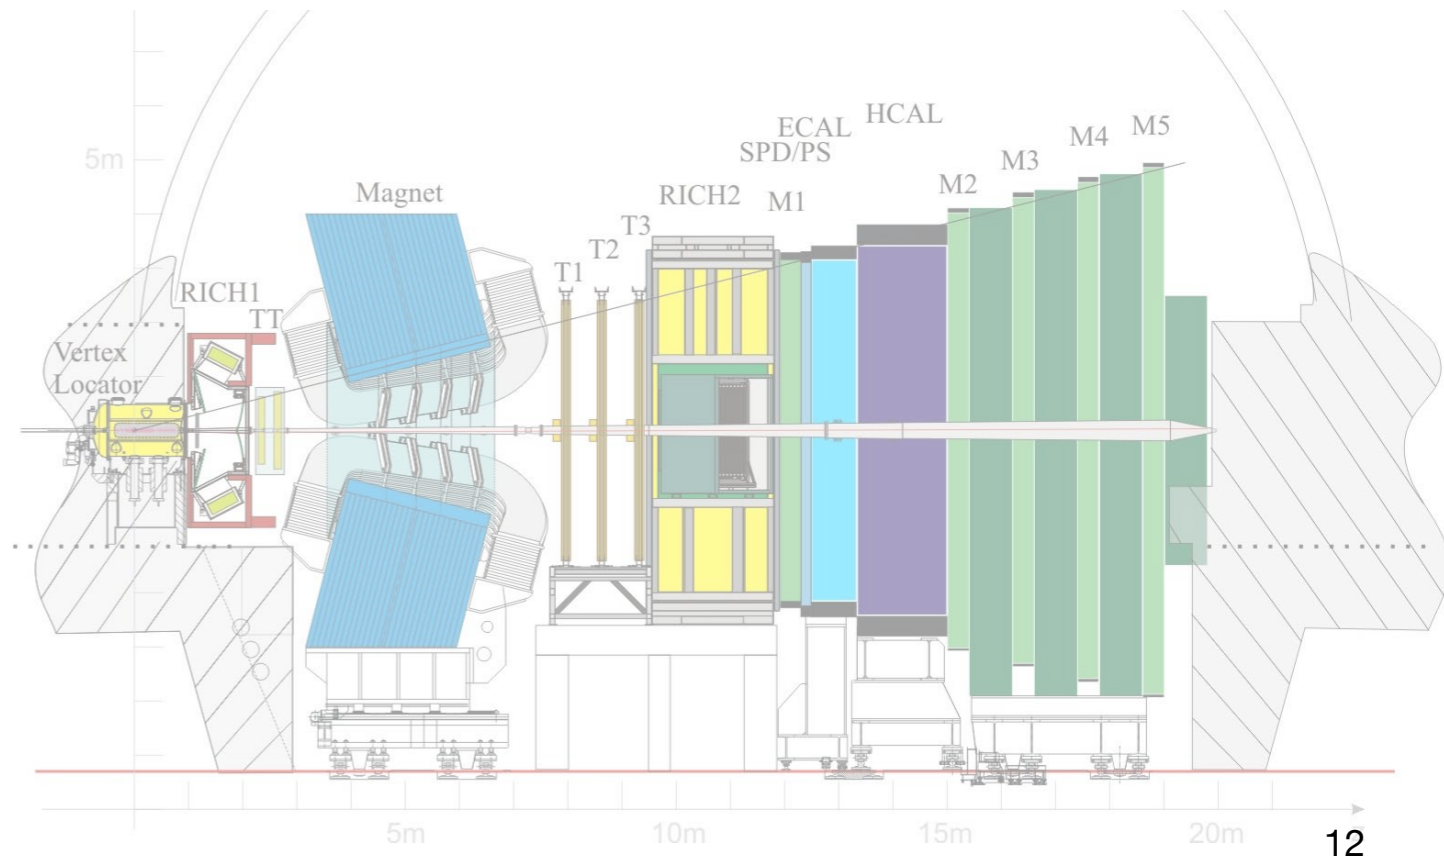 HCAL
M5
ECAL
M4
SPD/PS
M3
5m
M2
Magnet
RICH2
M1
T3
T2
T1
RICH1
TT
Vertex
Locator
5m
10m
15m
20m
12